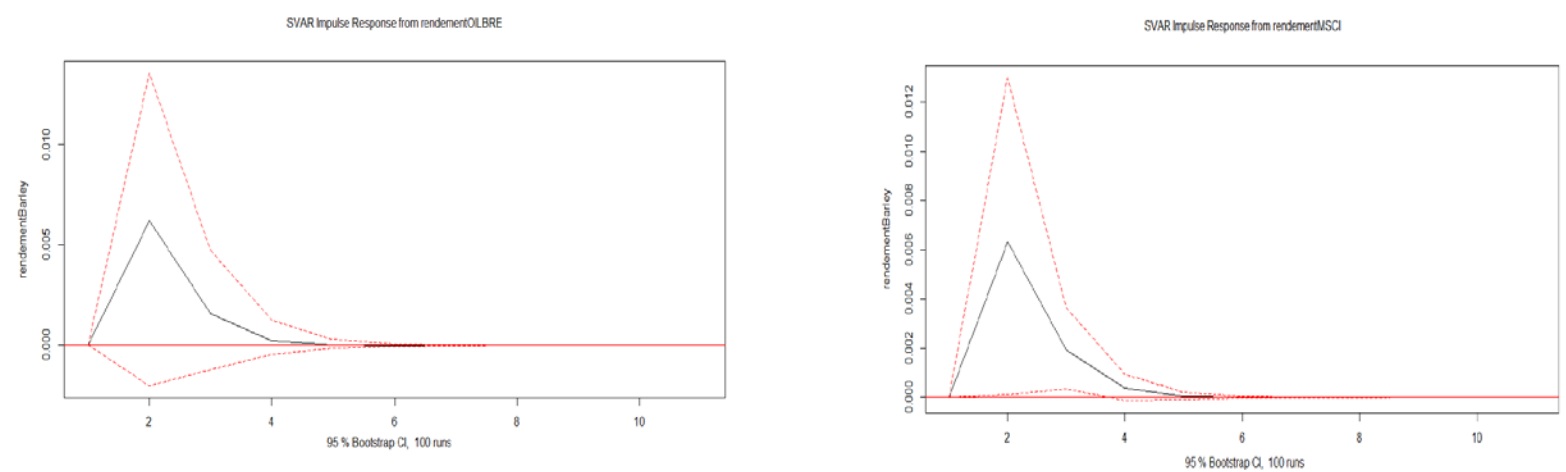 SVAR Impulse Response from rendementOILBRE
rendementBarley
0.010
0.005
0.000
2 4 6 8 10
95 % Bootstrap CI, 100 runs
SVAR Impulse Response from rendementMSCI
rendementBarley
0.012
0.010
0.008
0.006
0.004
0.002
0.000
2 4 6 8 10
95 % Bootstrap CI, 100 runs